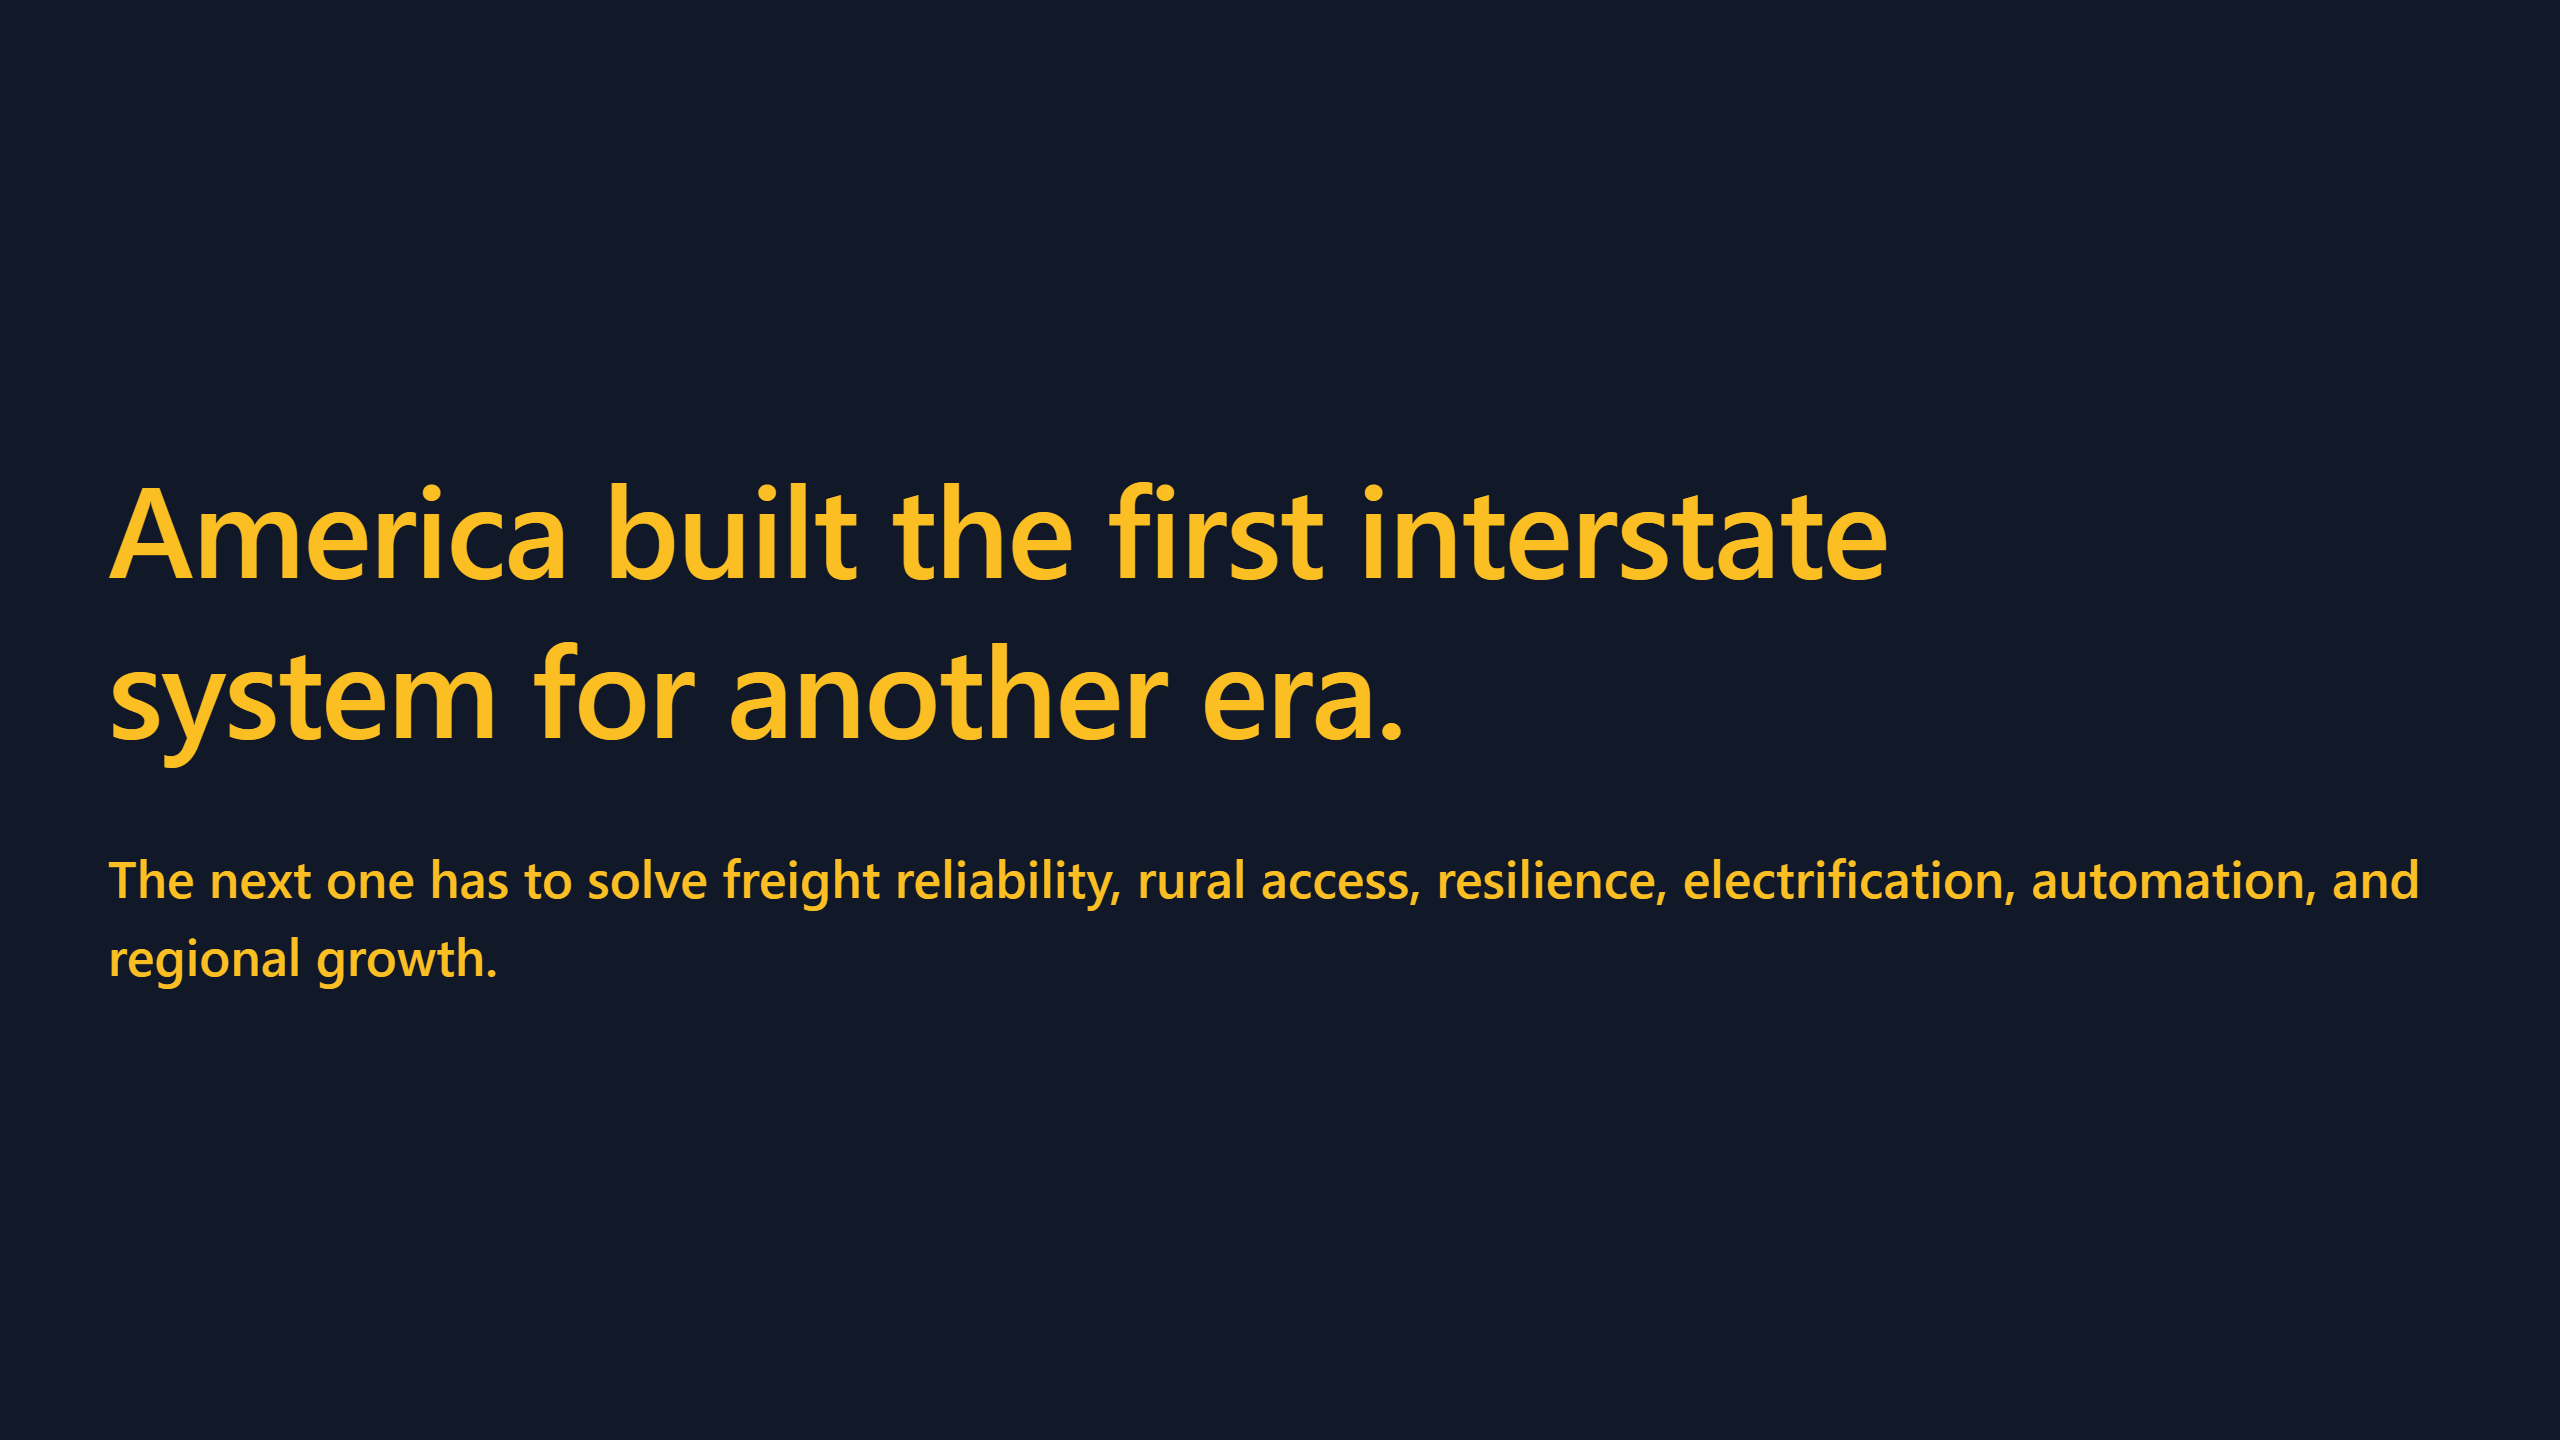 America built the first interstate
system for another era.
The next one has to solve freight reliability, rural access, resilience, electrification, automation, and
regional growth.